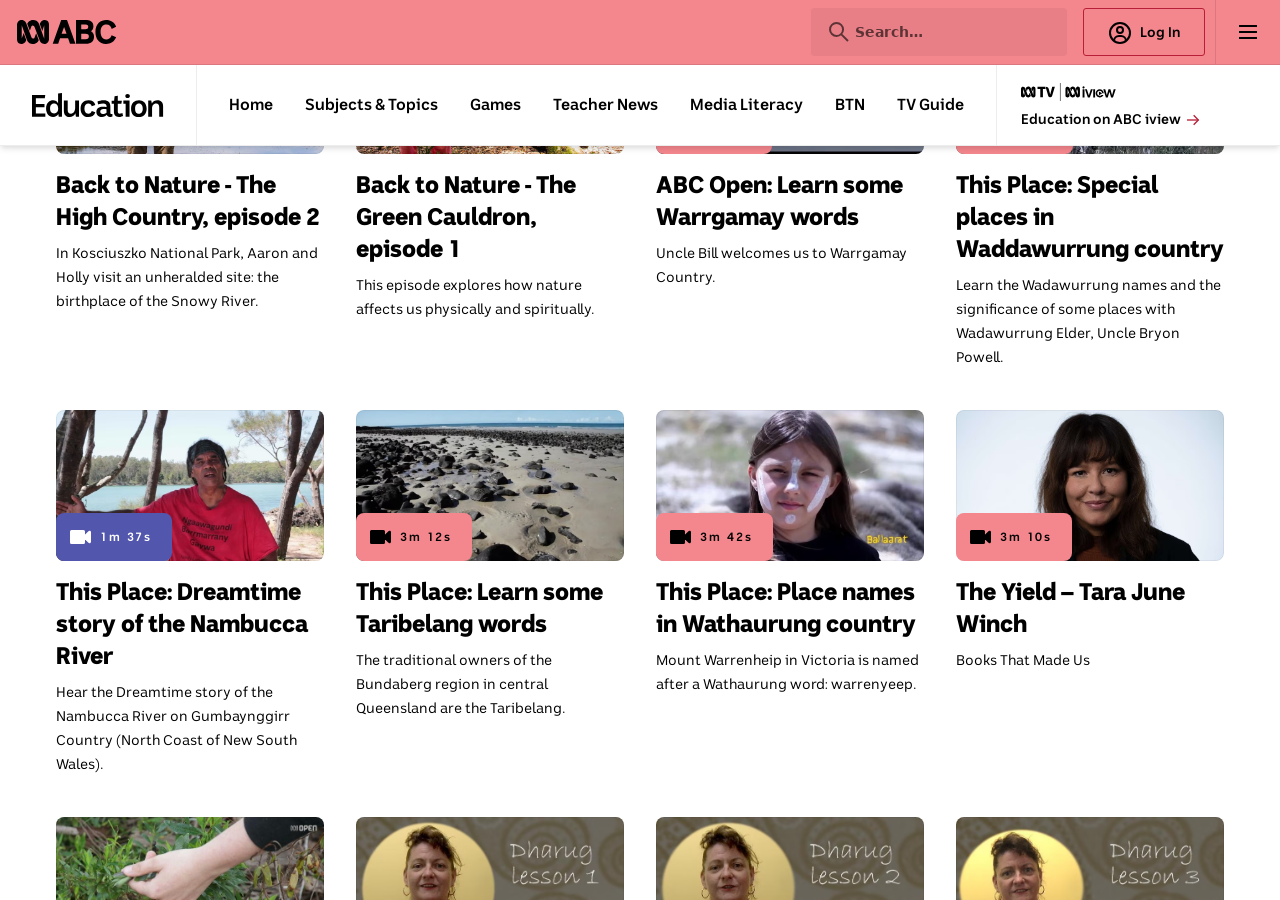 ABC
Search...
Log In
Education
Home
Subjects & Topics
Games
Teacher News
Media Literacy
BTN
TV Guide
TV iview
Education on ABC iview
Back to Nature - The
High Country, episode 2
In Kosciuszko National Park, Aaron and
Holly visit an unheralded site: the
birthplace of the Snowy River.
Back to Nature - The
Green Cauldron,
episode 1
This episode explores how nature
affects us physically and spiritually.
ABC Open: Learn some
Warrgamay words
Uncle Bill welcomes us to Warrgamay
Country.
This Place: Special
places in
Waddawurrung country
Learn the Wadawurrung names and the
significance of some places with
Wadawurrung Elder, Uncle Bryon
Powell.
1m 37s
This Place: Dreamtime
story of the Nambucca
River
Hear the Dreamtime story of the
Nambucca River on Gumbaynggirr
Country (North Coast of New South
Wales).
3m 12s
This Place: Learn some
Taribelang words
The traditional owners of the
Bundaberg region in central
Queensland are the Taribelang.
Ballaarat
3m 42s
This Place: Place names
in Wathaurung country
Mount Warrenheip in Victoria is named
after a Wathaurung word: warrenyeep.
3m 10s
The Yield – Tara June
Winch
Books That Made Us
OPEN
Dharug
lesson 1
Dharug
lesson 2
Dharug
lesson 3